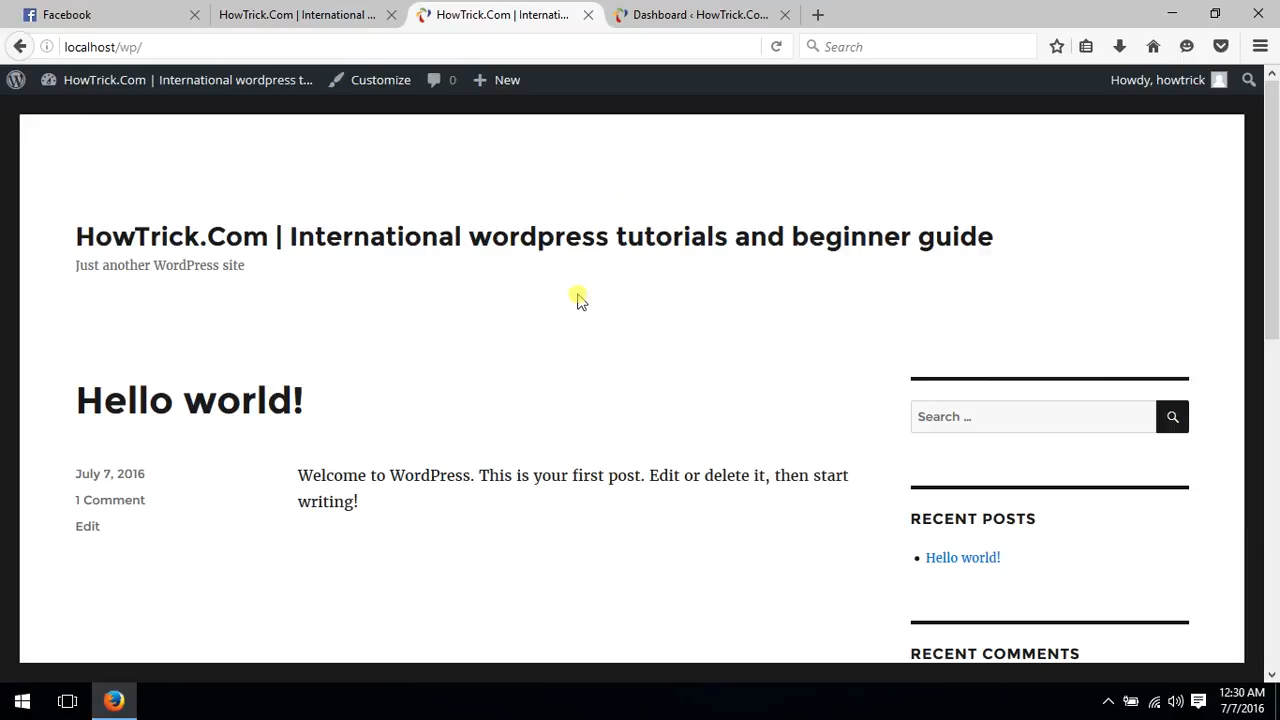 Facebook
HowTrick.Com | International ...
HowTrick.Com | Internati...
Dashboard ‹ HowTrick.Co...
localhost/wp/
Search
HowTrick.Com | International wordpress t...
Customize
0
New
Howdy, howtrick
HowTrick.Com | International wordpress tutorials and beginner guide
Just another WordPress site
Hello world!
Search …
July 7, 2016
1 Comment
Edit
Welcome to WordPress. This is your first post. Edit or delete it, then start
writing!
RECENT POSTS
Hello world!
RECENT COMMENTS
12:30 AM
7/7/2016